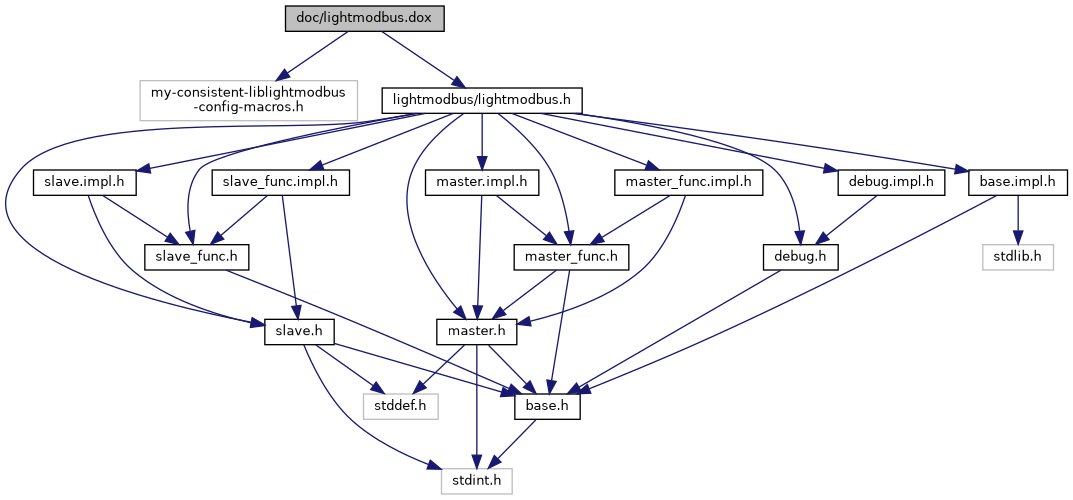 doc/lightmodbus.dox
my-consistent-liblightmodbus
-config-macros.h
lightmodbus/lightmodbus.h
slave.impl.h
slave_func.impl.h
master.impl.h
master_func.impl.h
debug.impl.h
base.impl.h
slave_func.h
master_func.h
debug.h
stdlib.h
slave.h
master.h
stddef.h
base.h
stdint.h